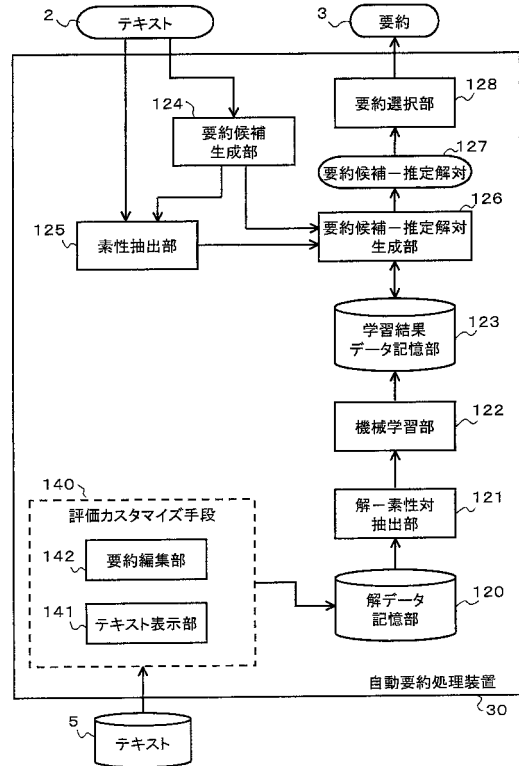 2
テキスト
3
要約
124
要約候補
生成部
128
要約選択部
127
要約候補ー推定解対
126
要約候補ー推定解対
生成部
125
素性抽出部
学習結果
データ記憶部
123
122
機械学習部
140
評価カスタマイズ手段
142
要約編集部
141
テキスト表示部
121
解ー素性対
抽出部
解データ
記憶部
120
自動要約処理装置
30
5
テキスト